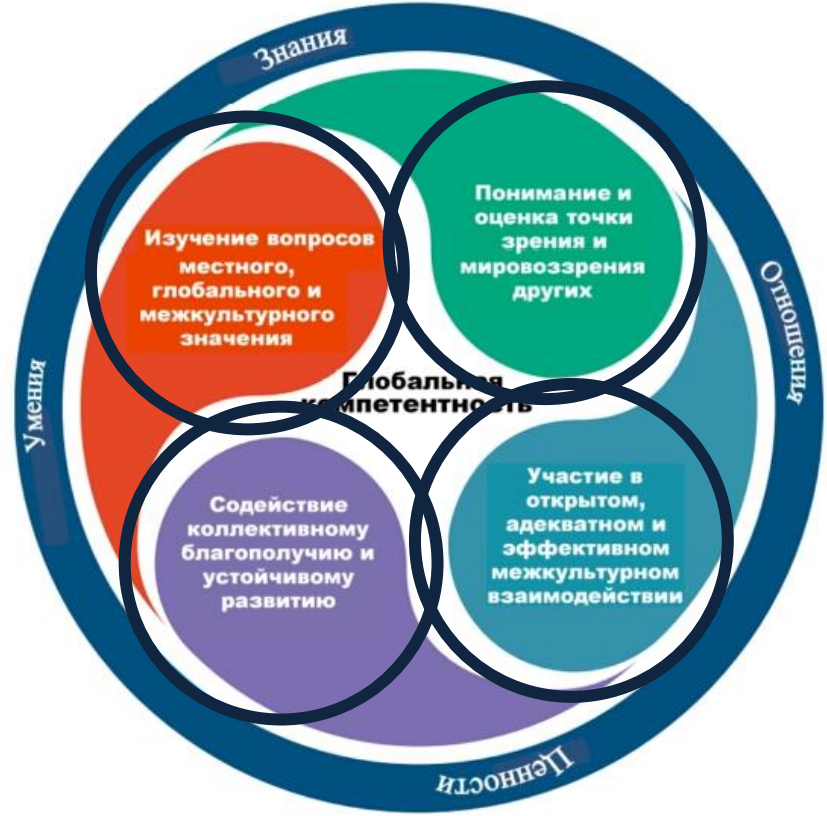 Знания
Изучение вопросов
местного,
глобального и
межкультурного
значения
Понимание и
оценка точки
зрения и
мировоззрения
других
Отношения
Умения
Глобальная
компетентность
Содействие
коллективному
благополучию и
устойчивому
развитию
Участие в
открытом,
адекватном и
эффективном
межкультурном
взаимодействии
Ценности